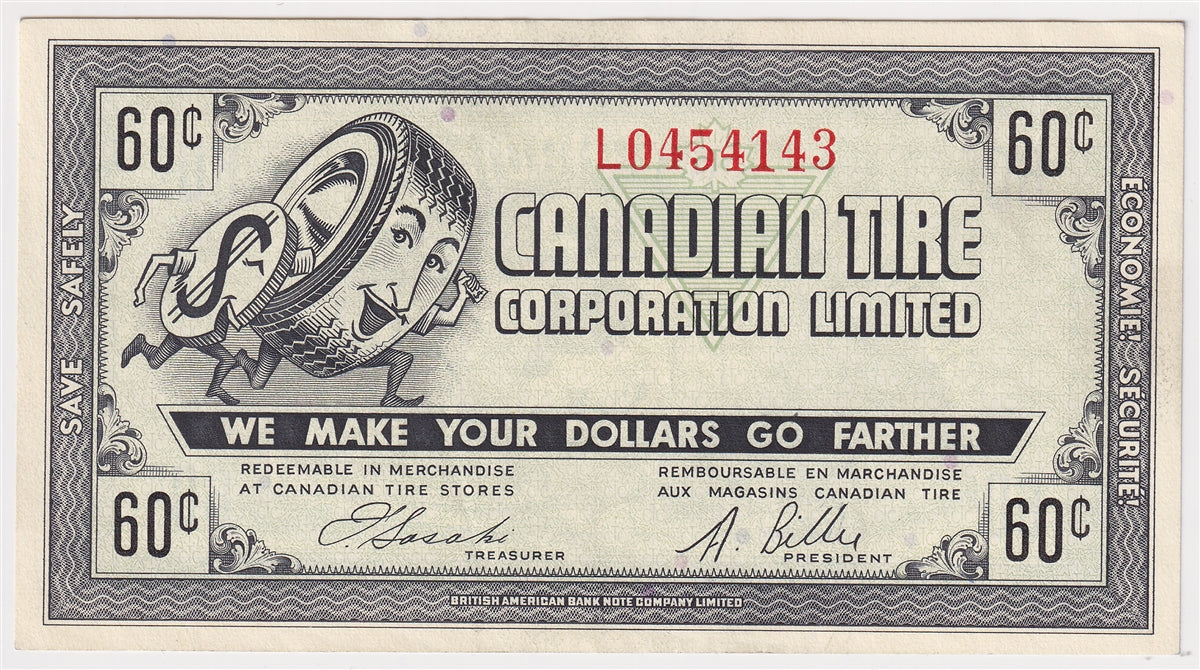 60¢
60¢
L0454143
CANADIAN TIRE
CORPORATION LIMITED
SAVE SAFELY
ECONOMIE! SÉCURITÉ!
$
WE MAKE YOUR DOLLARS GO FARTHER
REDEEMABLE IN MERCHANDISE
AT CANADIAN TIRE STORES
REMBOURSABLE EN MARCHANDISE
AUX MAGASINS CANADIAN TIRE
60¢
TREASURER
A. Billes
PRESIDENT
60¢
BRITISH AMERICAN BANK NOTE COMPANY LIMITED